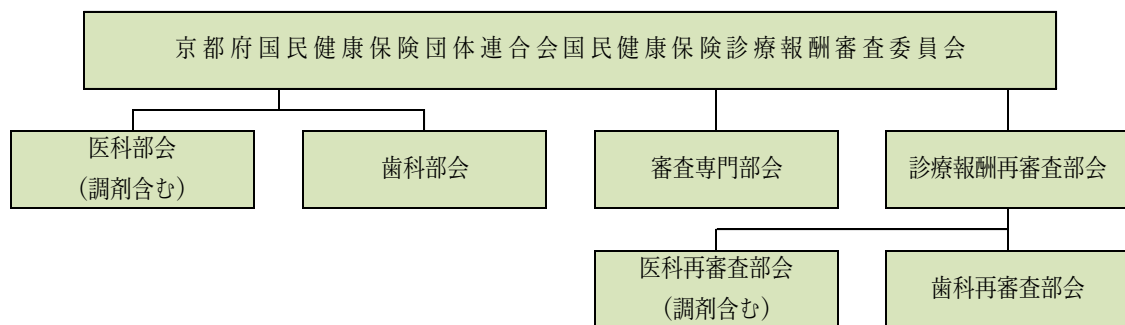 京都府国民健康保険団体連合会国民健康保険診療報酬審査委員会
医科部会
（調剤含む）
歯科部会
審査専門部会
診療報酬再審査部会
医科再審査部会
（調剤含む）
歯科再審査部会